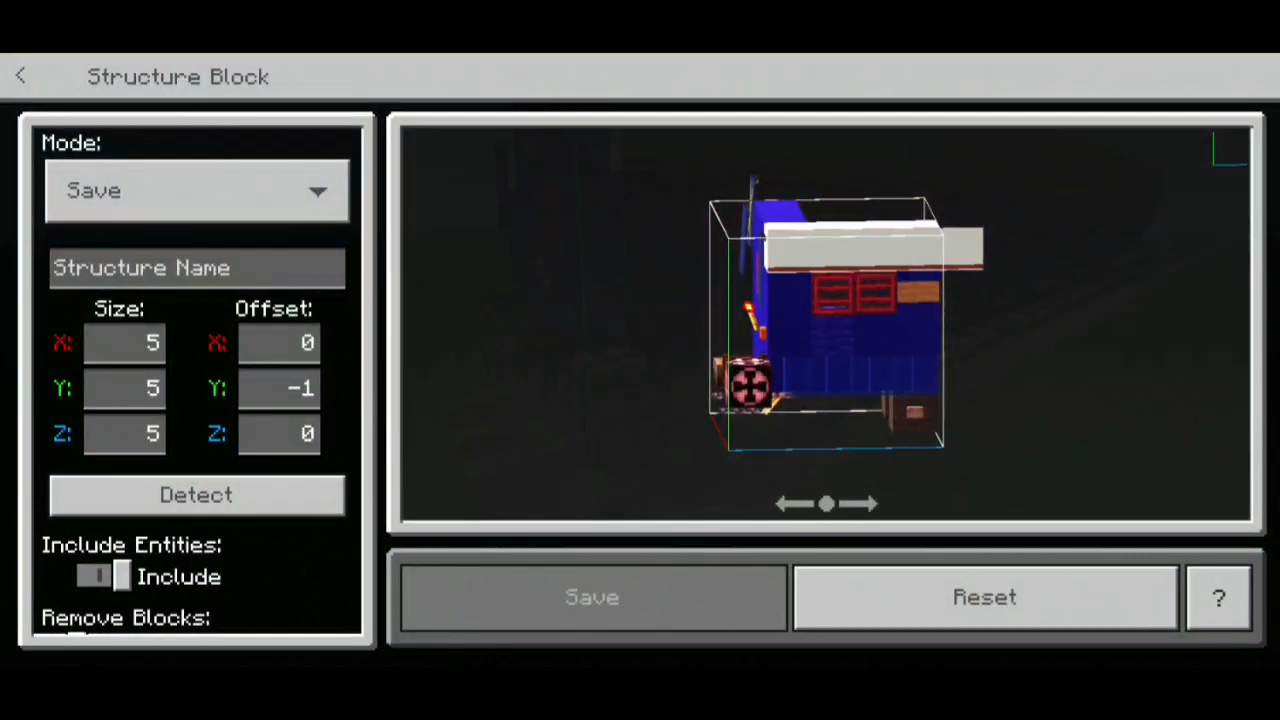 Structure Block
Mode:
Save
Structure Name
Size: Offset:
X: 5 X: 0
Y: 5 Y: -1
Z: 5 Z: 0
Detect
Include Entities:
Include
Remove Blocks:
Save Reset ?